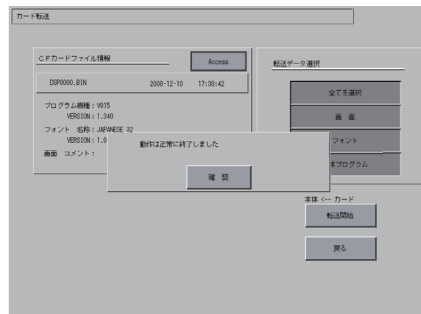 カード転送
CFカードファイル情報
Access
DSP0000.BIN 2008-12-10 17:30:42
プログラム機種：V815
VERSION：1.340
フォント 名称：JAPANESE 32
VERSION：1.0
画面 コメント：
転送データ選択
全てを選択
画 面
フォント
本プログラム
動作は正常に終了しました
確 認
本体 <-- カード
転送開始
戻る